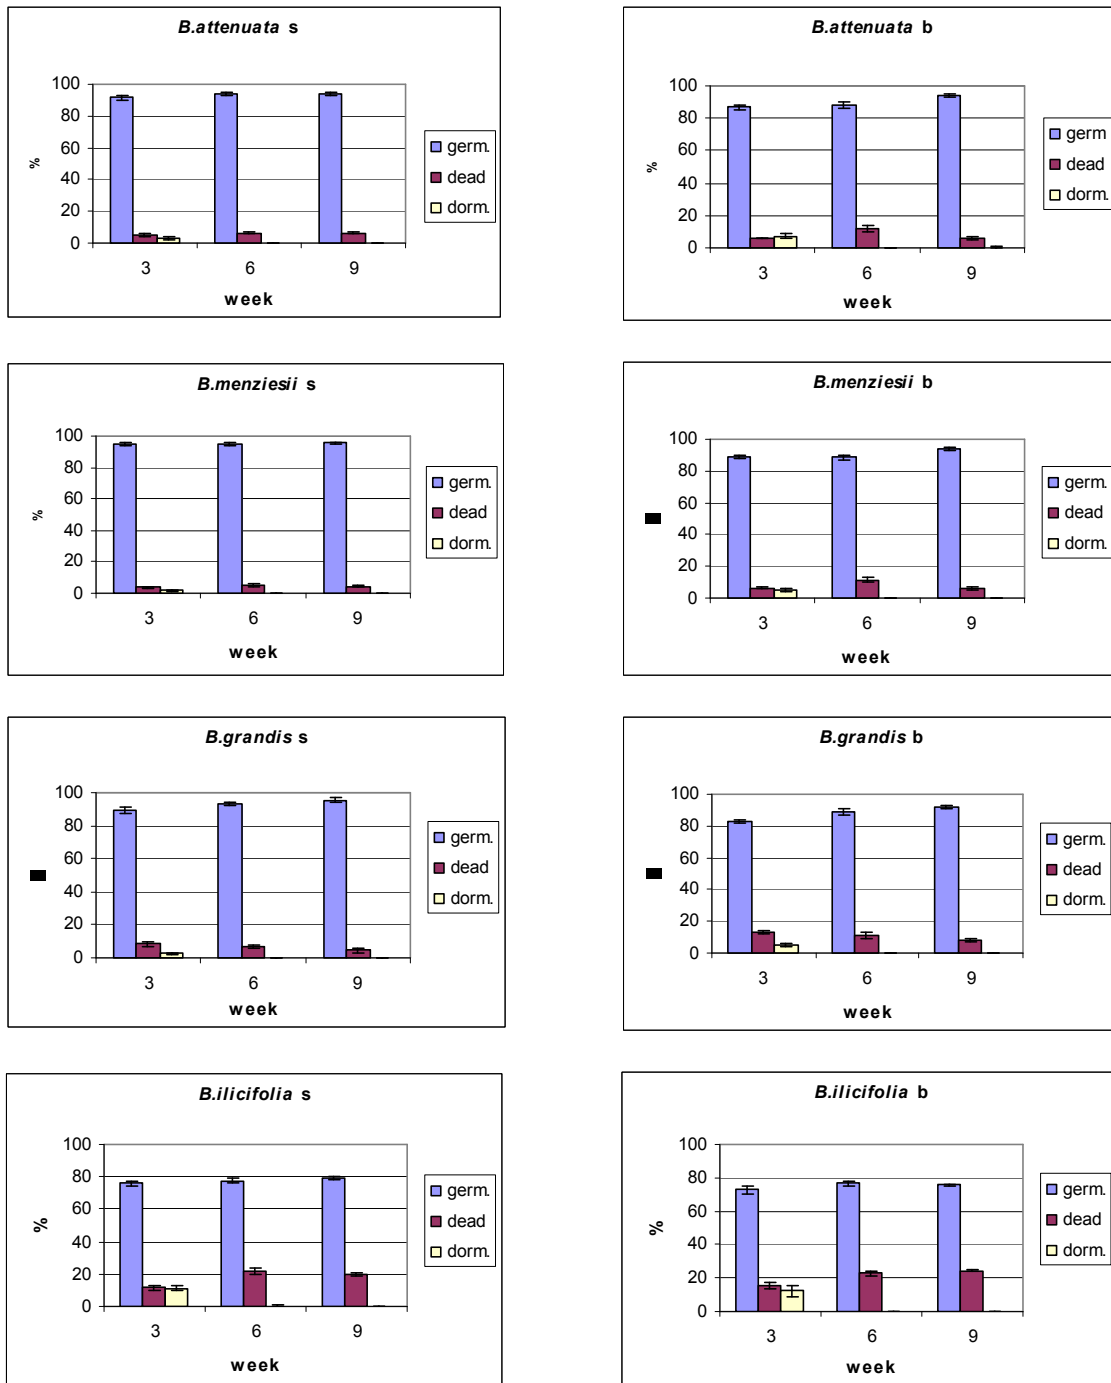 B.attenuata s
100
80
60
40
20
0
%
3 6 9
week
germ.
dead
dorm.
B.attenuata b
100
80
60
40
20
0
%
3 6 9
week
germ
dead
dorm.
B.menziesii s
100
80
60
40
20
0
%
3 6 9
week
germ.
dead
dorm.
B.menziesii b
100
80
60
40
20
0
3 6 9
week
germ.
dead
dorm.
B.grandis s
100
80
60
40
20
0
3 6 9
week
germ.
dead
dorm.
B.grandis b
100
80
60
40
20
0
3 6 9
week
germ.
dead
dorm.
B.ilicifolia s
100
80
60
40
20
0
%
3 6 9
week
germ.
dead
dorm.
B.ilicifolia b
100
80
60
40
20
0
%
3 6 9
week
germ.
dead
dorm.